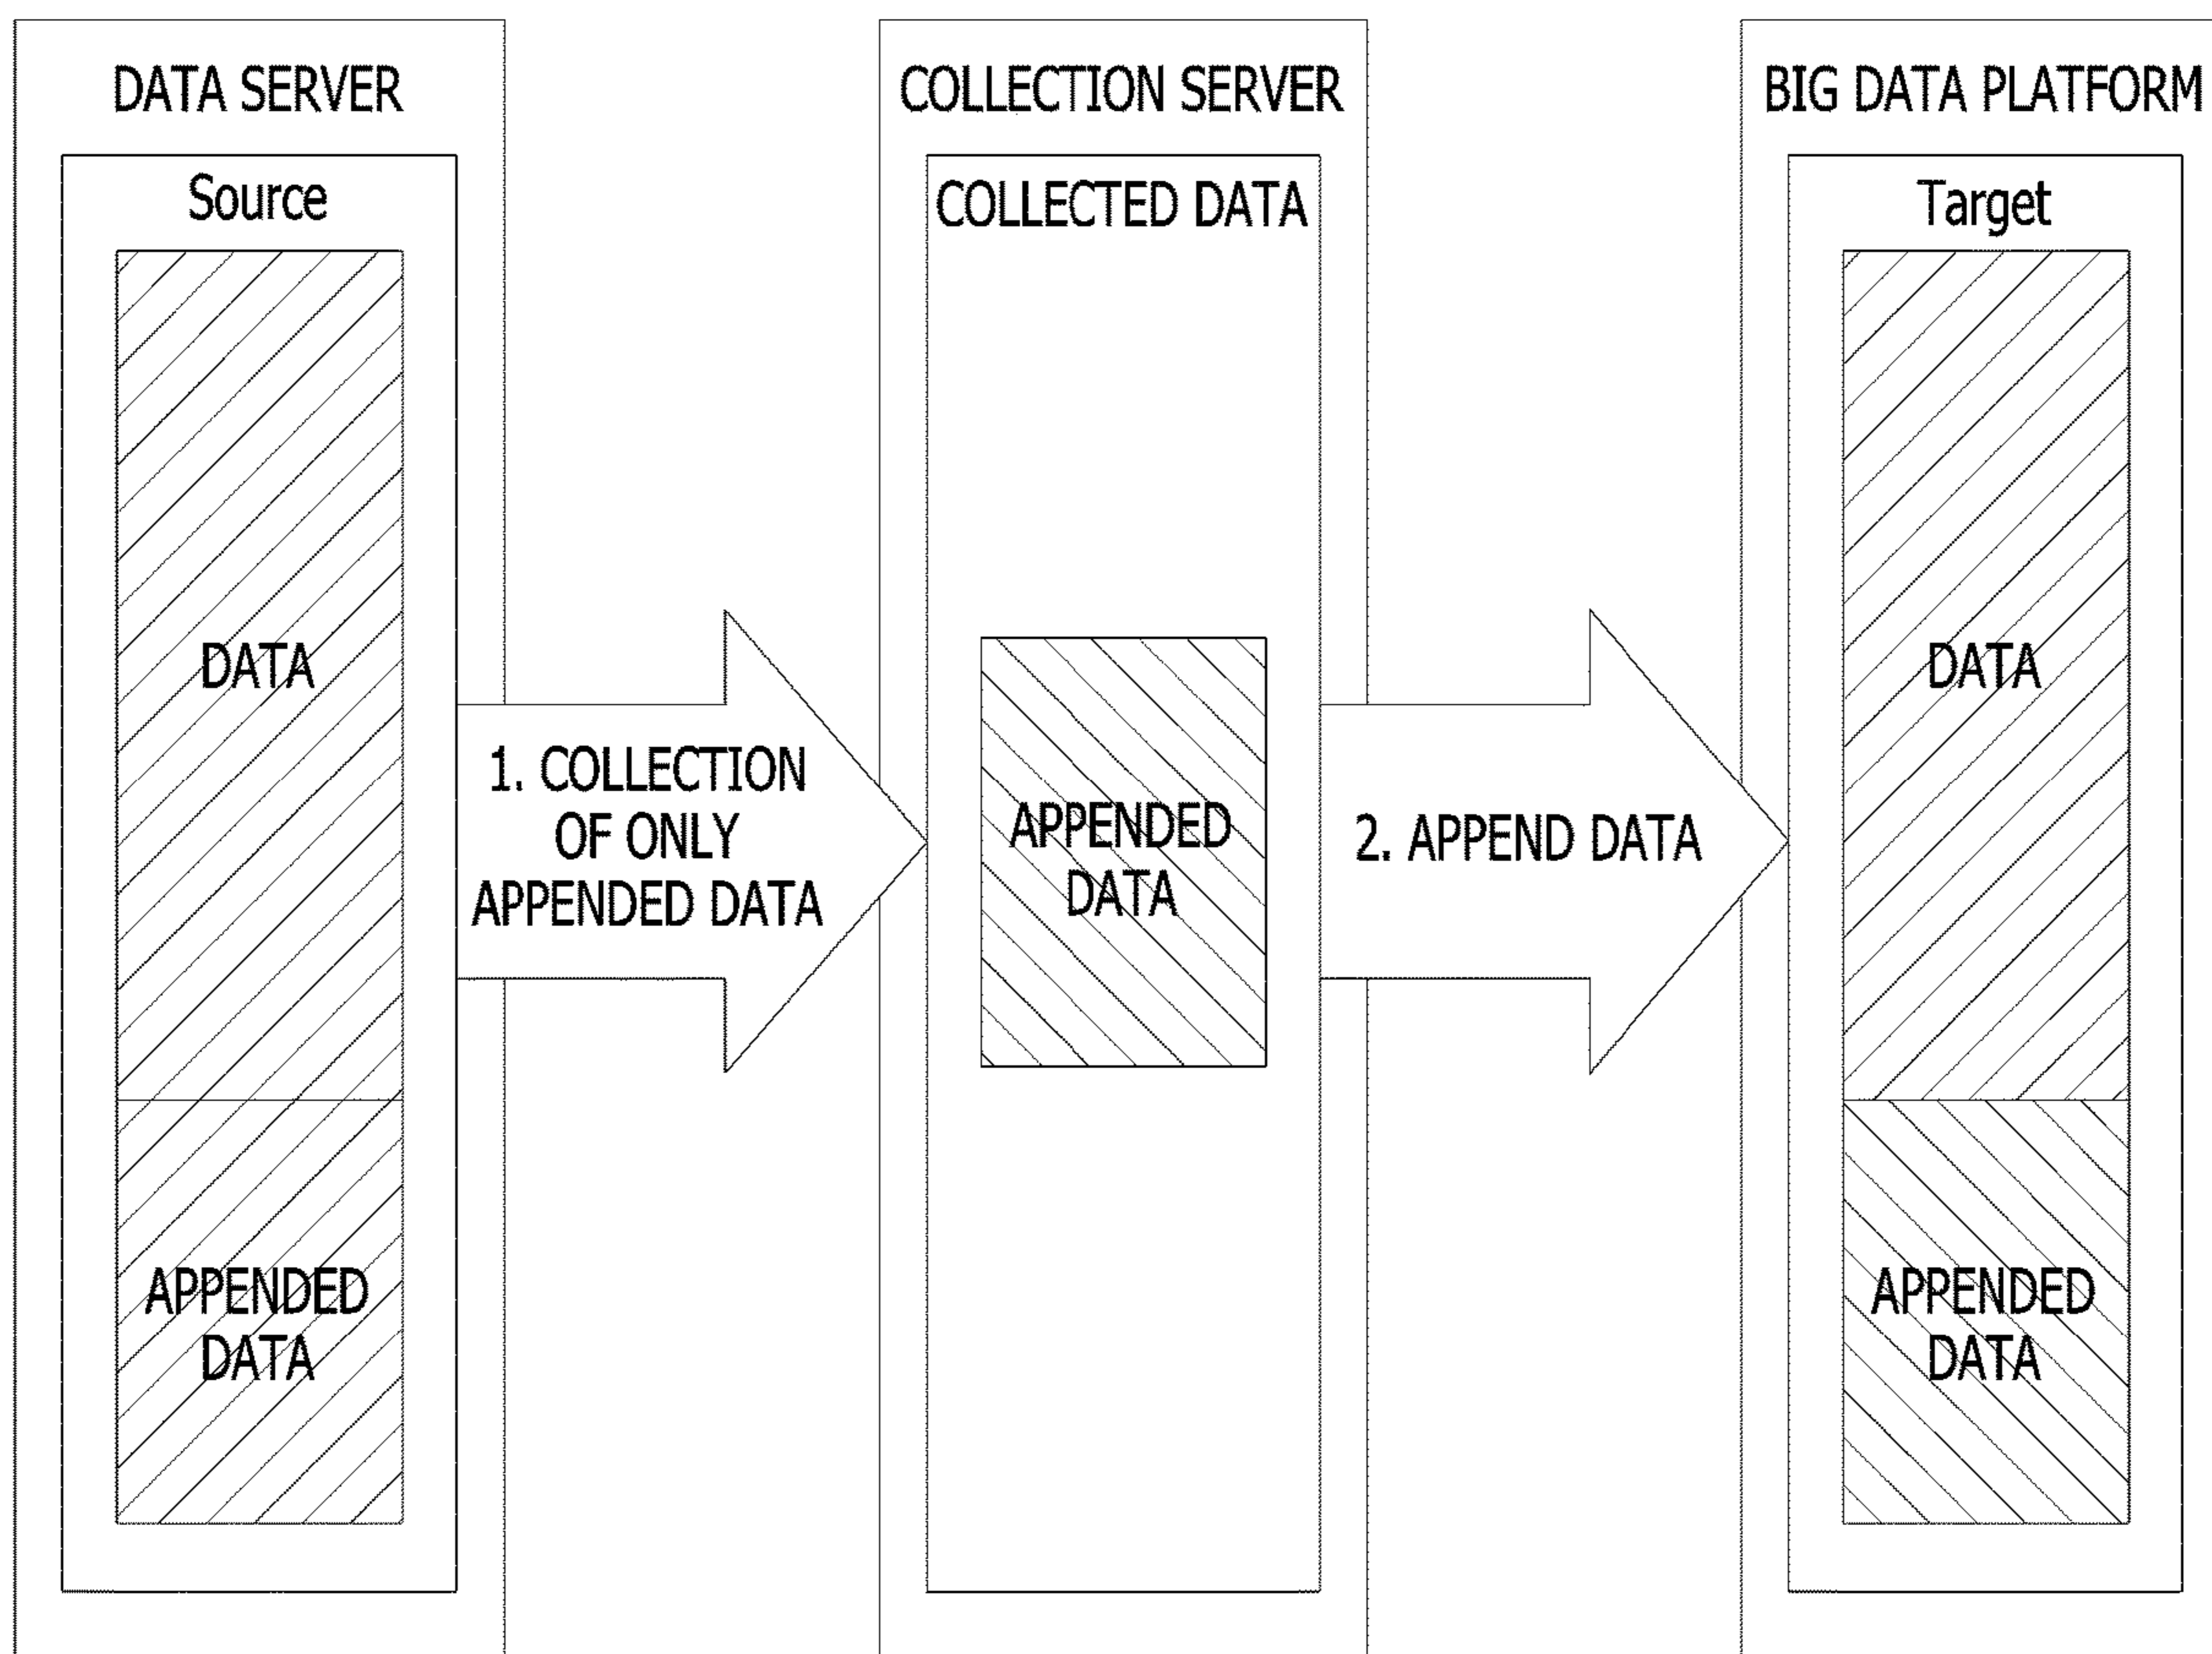 DATA SERVER
Source
DATA
APPENDED
DATA
1. COLLECTION
OF ONLY
APPENDED DATA
COLLECTION SERVER
COLLECTED DATA
APPENDED
DATA
2. APPEND DATA
BIG DATA PLATFORM
Target
DATA
APPENDED
DATA